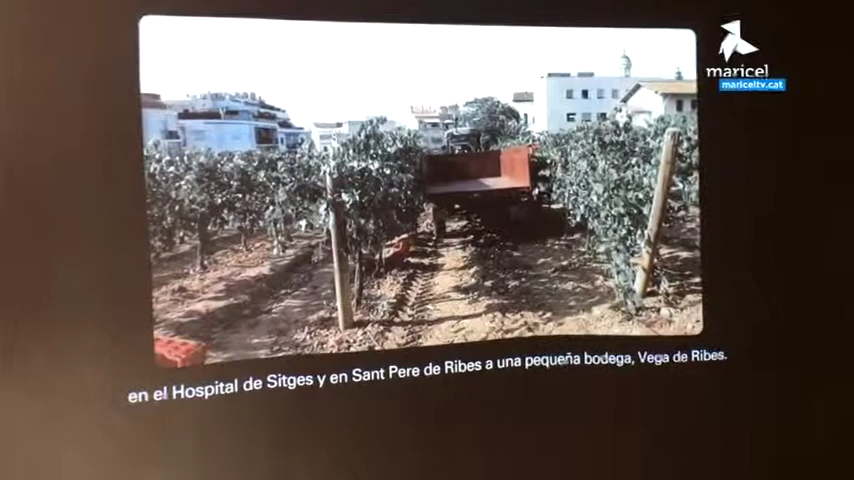 maricel
mariceltv.cat
en el Hospital de Sitges y en Sant Pere de Ribes a una pequeña bodega, Vega de Ribes.